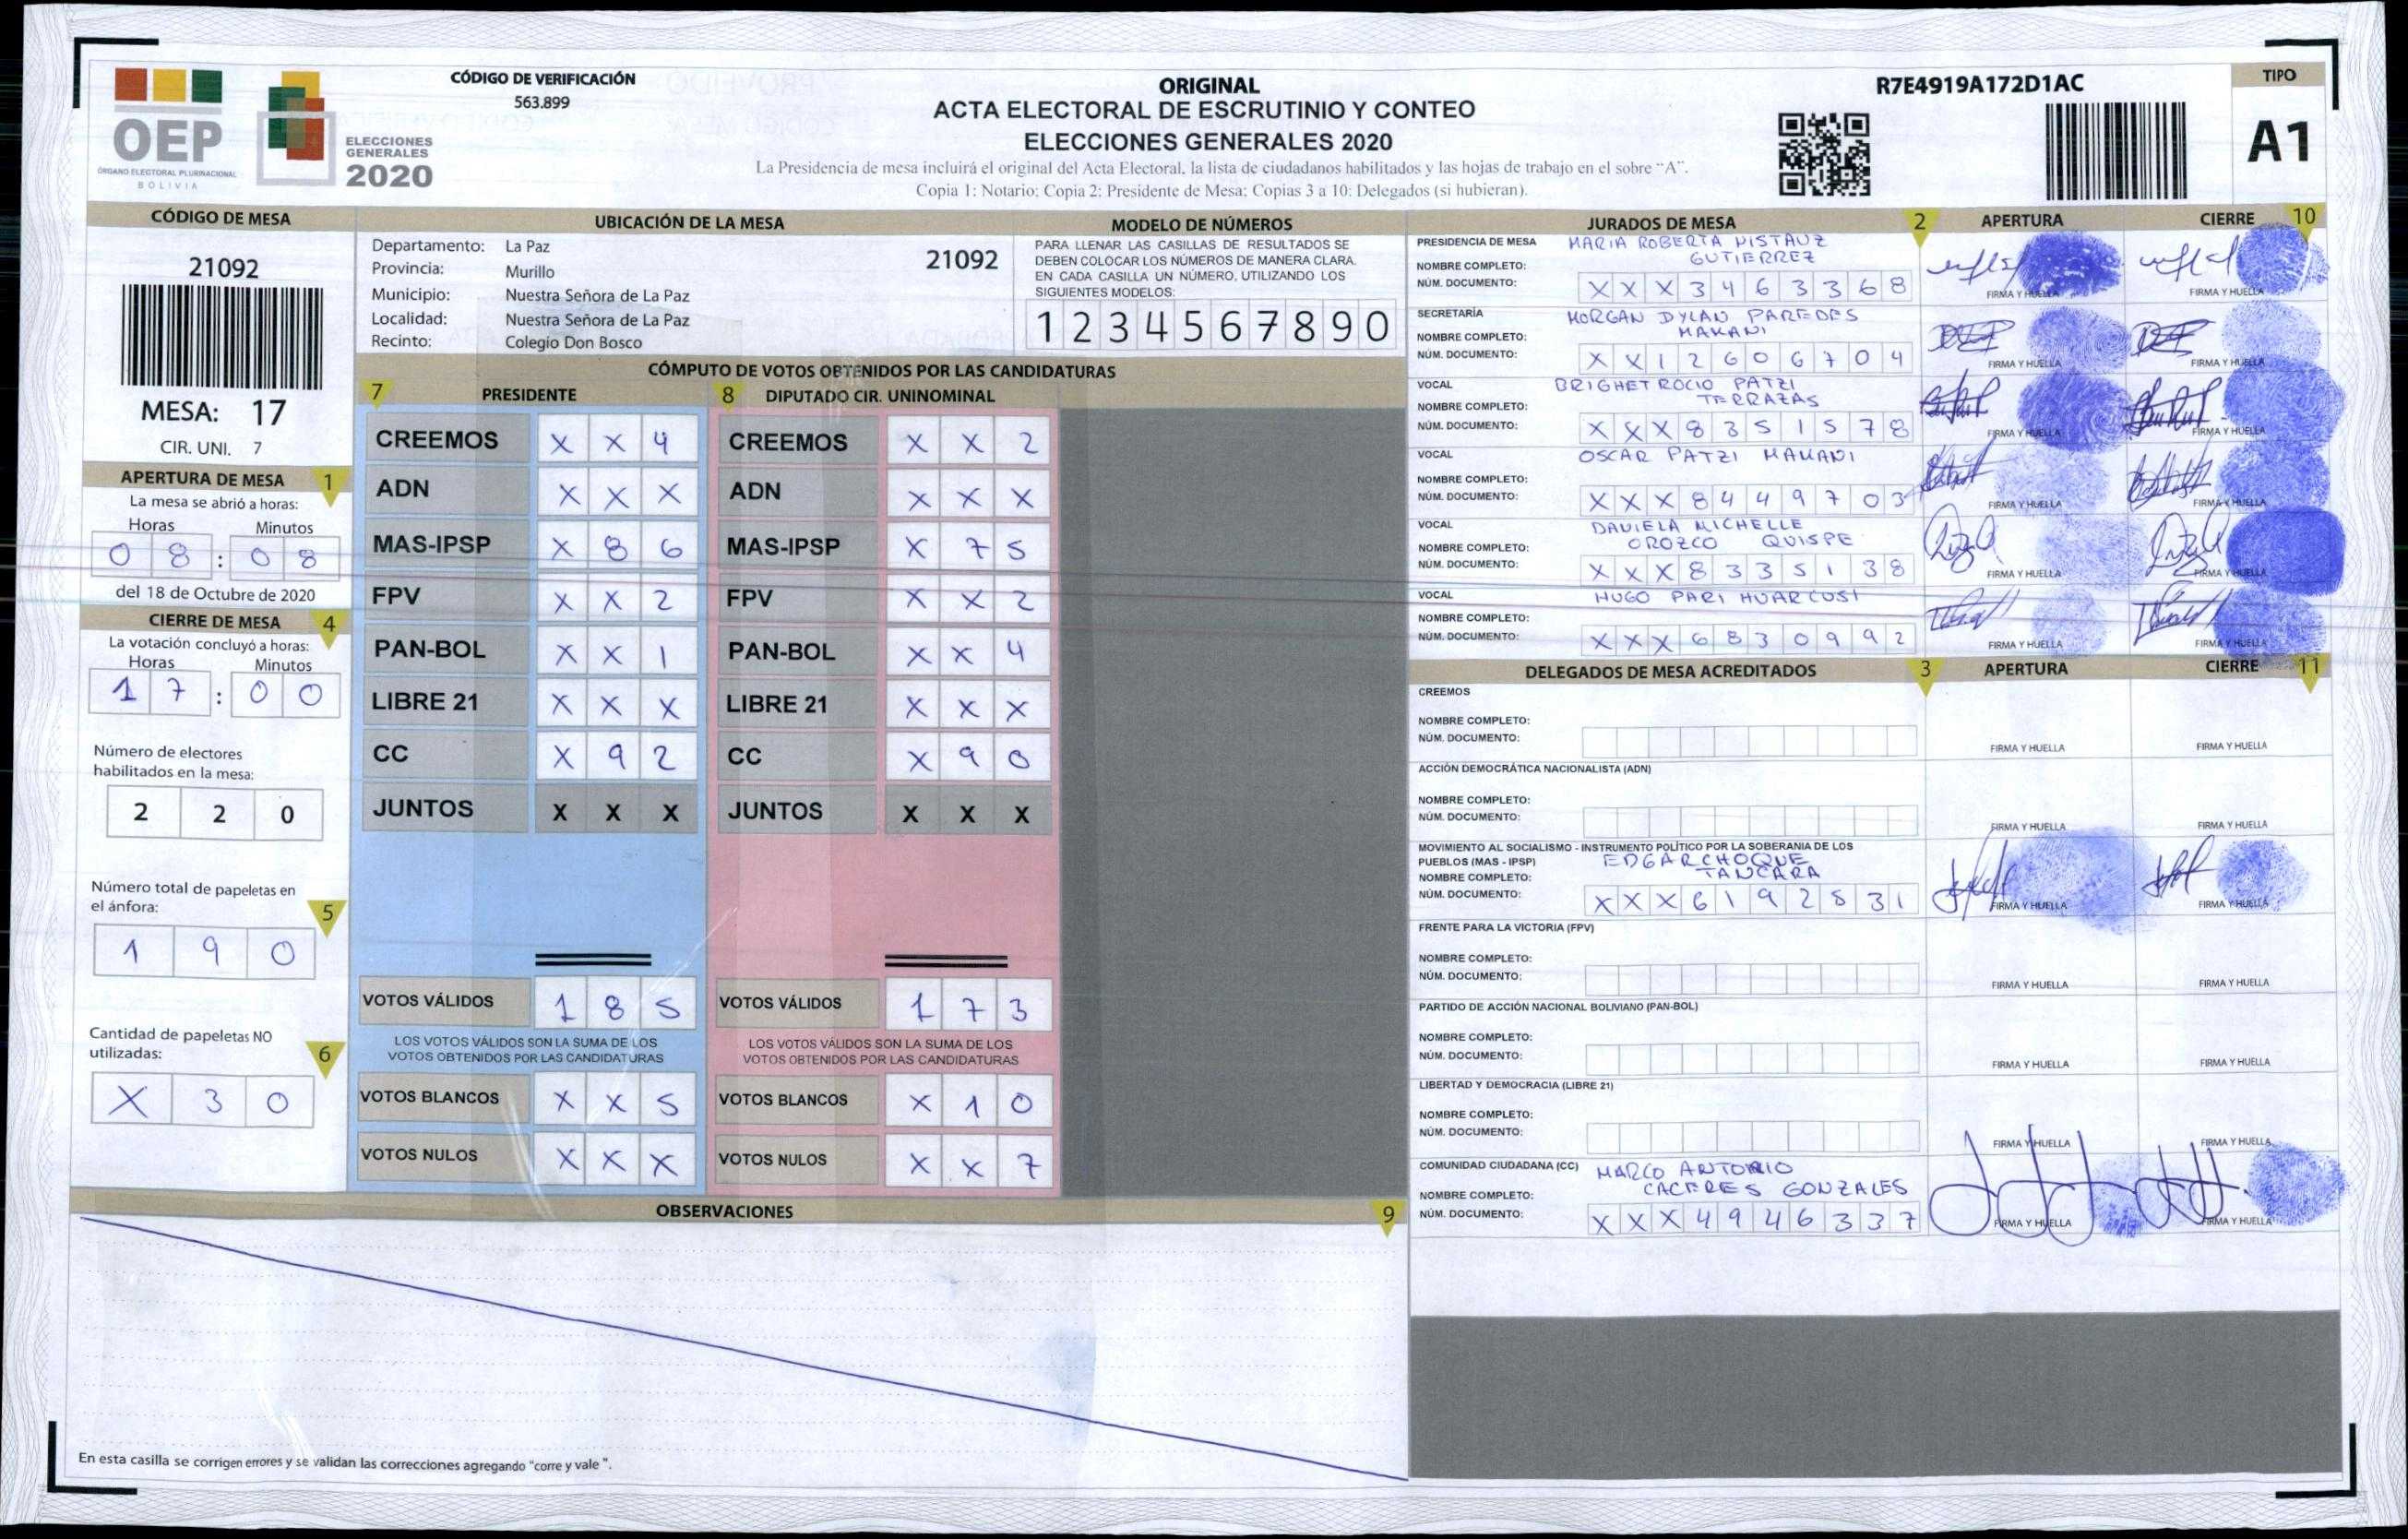 OEP
ÓRGANO ELECTORAL PLURINACIONAL
BOLIVIA
ELECCIONES
GENERALES
2020
CÓDIGO DE VERIFICACIÓN
563.899
ORIGINAL
ACTA ELECTORAL DE ESCRUTINIO Y CONTEO
ELECCIONES GENERALES 2020
La Presidencia de mesa incluirá el original del Acta Electoral, la lista de ciudadanos habilitados y las hojas de trabajo en el sobre "A".
Copia 1: Notario; Copia 2: Presidente de Mesa; Copias 3 a 10: Delegados (si hubieran).
R7E4919A172D1AC
TIPO
A1
CÓDIGO DE MESA
21092
MESA: 17
CIR. UNI. 7
APERTURA DE MESA 1
La mesa se abrió a horas:
Horas Minutos
0 8 : 0 8
del 18 de Octubre de 2020
CIERRE DE MESA 4
La votación concluyó a horas:
Horas Minutos
1 7 : 0 0
Número de electores
habilitados en la mesa:
2 2 0
Número total de papeletas en
el ánfora: 5
1 9 0
Cantidad de papeletas NO
utilizadas: 6
X 3 0
UBICACIÓN DE LA MESA
Departamento: La Paz
21092
Provincia: Murillo
Municipio: Nuestra Señora de La Paz
Localidad: Nuestra Señora de La Paz
Recinto: Colegio Don Bosco
MODELO DE NÚMEROS
PARA LLENAR LAS CASILLAS DE RESULTADOS SE
DEBEN COLOCAR LOS NÚMEROS DE MANERA CLARA.
EN CADA CASILLA UN NÚMERO, UTILIZANDO LOS
SIGUIENTES MODELOS:
1 2 3 4 5 6 7 8 9 0
CÓMPUTO DE VOTOS OBTENIDOS POR LAS CANDIDATURAS
7 PRESIDENTE
CREEMOS X X 4
ADN X X X
MAS-IPSP X 8 6
FPV X X 2
PAN-BOL X X 1
LIBRE 21 X X X
CC X 9 2
JUNTOS X X X
VOTOS VÁLIDOS 1 8 5
LOS VOTOS VÁLIDOS SON LA SUMA DE LOS
VOTOS OBTENIDOS POR LAS CANDIDATURAS
VOTOS BLANCOS X X 5
VOTOS NULOS X X X
8 DIPUTADO CIR. UNINOMINAL
CREEMOS X X 2
ADN X X X
MAS-IPSP X 7 5
FPV X X 2
PAN-BOL X X 4
LIBRE 21 X X X
CC X 9 0
JUNTOS X X X
VOTOS VÁLIDOS 1 7 3
LOS VOTOS VÁLIDOS SON LA SUMA DE LOS
VOTOS OBTENIDOS POR LAS CANDIDATURAS
VOTOS BLANCOS X 1 0
VOTOS NULOS X X 7
OBSERVACIONES 9
En esta casilla se corrigen errores y se validan las correcciones agregando "corre y vale ".
JURADOS DE MESA 2 APERTURA CIERRE 10
PRESIDENCIA DE MESA MARIA ROBERTA
NOMBRE COMPLETO: GUTIERREZ
NÚM. DOCUMENTO: X X X 3 4 6 3 3 6 8
FIRMA Y HUELLA FIRMA Y HUELLA
SECRETARÍA MORGAN DYLAN PAREDES
NOMBRE COMPLETO: MAMANI
NÚM. DOCUMENTO: X X 1 2 6 0 6 7 0 4
FIRMA Y HUELLA FIRMA Y HUELLA
VOCAL BRIGHET ROCIO PATZI
NOMBRE COMPLETO: TERRAZAS
NÚM. DOCUMENTO: X X X 8 3 5 1 5 7 8
FIRMA Y HUELLA FIRMA Y HUELLA
VOCAL OSCAR PATZI MAMANI
NOMBRE COMPLETO:
NÚM. DOCUMENTO: X X X 8 4 4 9 7 0 3
FIRMA Y HUELLA FIRMA Y HUELLA
VOCAL DANIELA MICHELLE
NOMBRE COMPLETO: OROZCO QUISPE
NÚM. DOCUMENTO: X X X 8 3 3 5 1 3 8
FIRMA Y HUELLA FIRMA Y HUELLA
VOCAL HUGO PARI HUARCUSI
NOMBRE COMPLETO:
NÚM. DOCUMENTO: X X X 6 8 3 0 9 9 2
FIRMA Y HUELLA FIRMA Y HUELLA
DELEGADOS DE MESA ACREDITADOS 3 APERTURA CIERRE 11
CREEMOS
NOMBRE COMPLETO:
NÚM. DOCUMENTO:
FIRMA Y HUELLA FIRMA Y HUELLA
ACCIÓN DEMOCRÁTICA NACIONALISTA (ADN)
NOMBRE COMPLETO:
NÚM. DOCUMENTO:
FIRMA Y HUELLA FIRMA Y HUELLA
MOVIMIENTO AL SOCIALISMO - INSTRUMENTO POLÍTICO POR LA SOBERANIA DE LOS
PUEBLOS (MAS - IPSP) EDGAR CHOQUE
NOMBRE COMPLETO: TANCARA
NÚM. DOCUMENTO: X X X 6 1 9 2 8 3 1
FIRMA Y HUELLA FIRMA Y HUELLA
FRENTE PARA LA VICTORIA (FPV)
NOMBRE COMPLETO:
NÚM. DOCUMENTO:
FIRMA Y HUELLA FIRMA Y HUELLA
PARTIDO DE ACCIÓN NACIONAL BOLIVIANO (PAN-BOL)
NOMBRE COMPLETO:
NÚM. DOCUMENTO:
FIRMA Y HUELLA FIRMA Y HUELLA
LIBERTAD Y DEMOCRACIA (LIBRE 21)
NOMBRE COMPLETO:
NÚM. DOCUMENTO:
FIRMA Y HUELLA FIRMA Y HUELLA
COMUNIDAD CIUDADANA (CC) MARCO ANTONIO
NOMBRE COMPLETO: CACERES GONZALES
NÚM. DOCUMENTO: X X X 4 9 4 6 3 3 7
FIRMA Y HUELLA FIRMA Y HUELLA